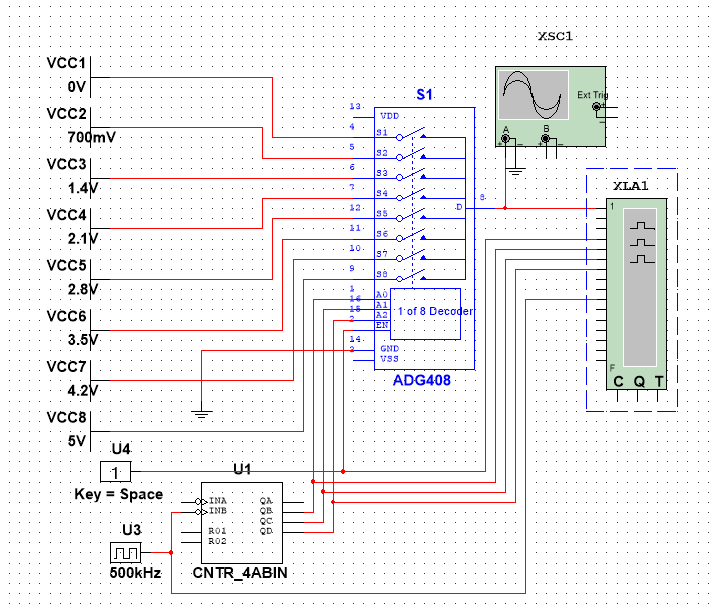 XSC1
VCC1
0V
VCC2
700mV
VCC3
1.4V
VCC4
2.1V
VCC5
2.8V
VCC6
3.5V
VCC7
4.2V
VCC8
5V
S1
13 VDD
4 S1
5 S2
6 S3
7 S4
12 S5
11 S6
10 S7
9 S8
D 8
1 A0
16 A1
15 A2
2 EN
1 of 8 Decoder
14 GND
3 VSS
ADG408
Ext Trig
+
-
A B
+ - + -
XLA1
1
F
C Q T
U4
1
Key = Space
U1
INA QA
INB QB
QC
R01 QD
R02
CNTR_4ABIN
U3
500kHz